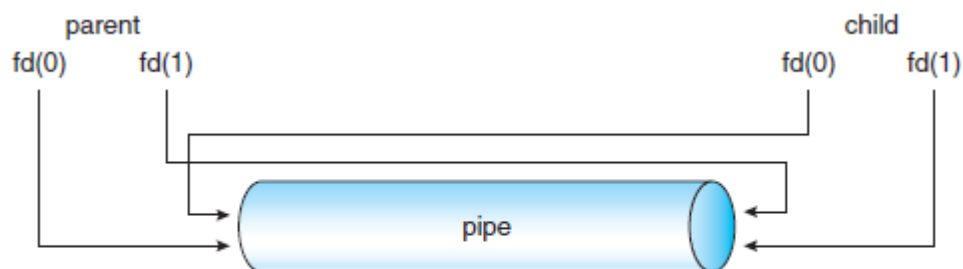 parent child
fd(0) fd(1) fd(0) fd(1)
pipe